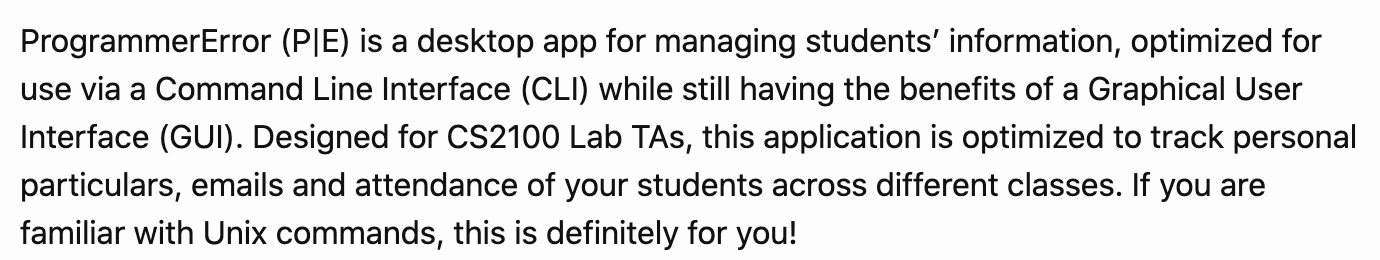 ProgrammerError (P|E) is a desktop app for managing students’ information, optimized for
use via a Command Line Interface (CLI) while still having the benefits of a Graphical User
Interface (GUI). Designed for CS2100 Lab TAs, this application is optimized to track personal
particulars, emails and attendance of your students across different classes. If you are
familiar with Unix commands, this is definitely for you!